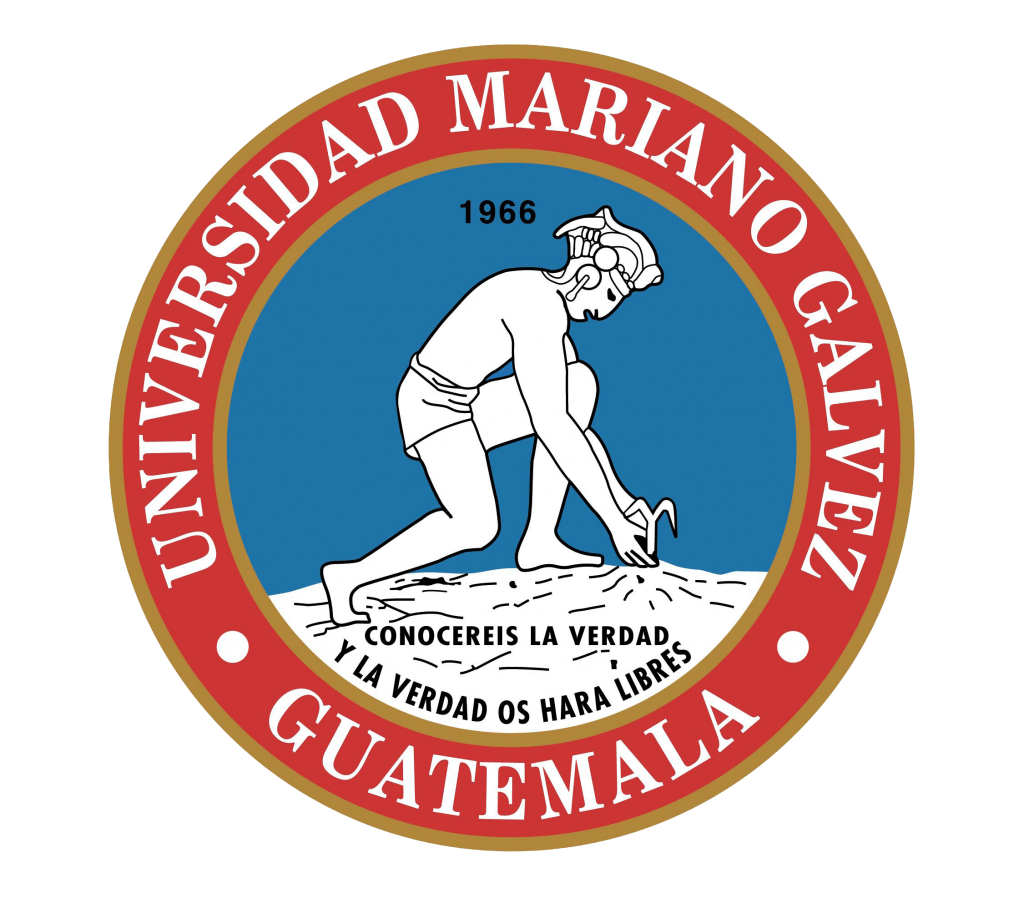 UNIVERSIDAD MARIANO GALVEZ
1966
CONOCEREIS LA VERDAD
Y LA VERDAD OS HARA LIBRES
GUATEMALA